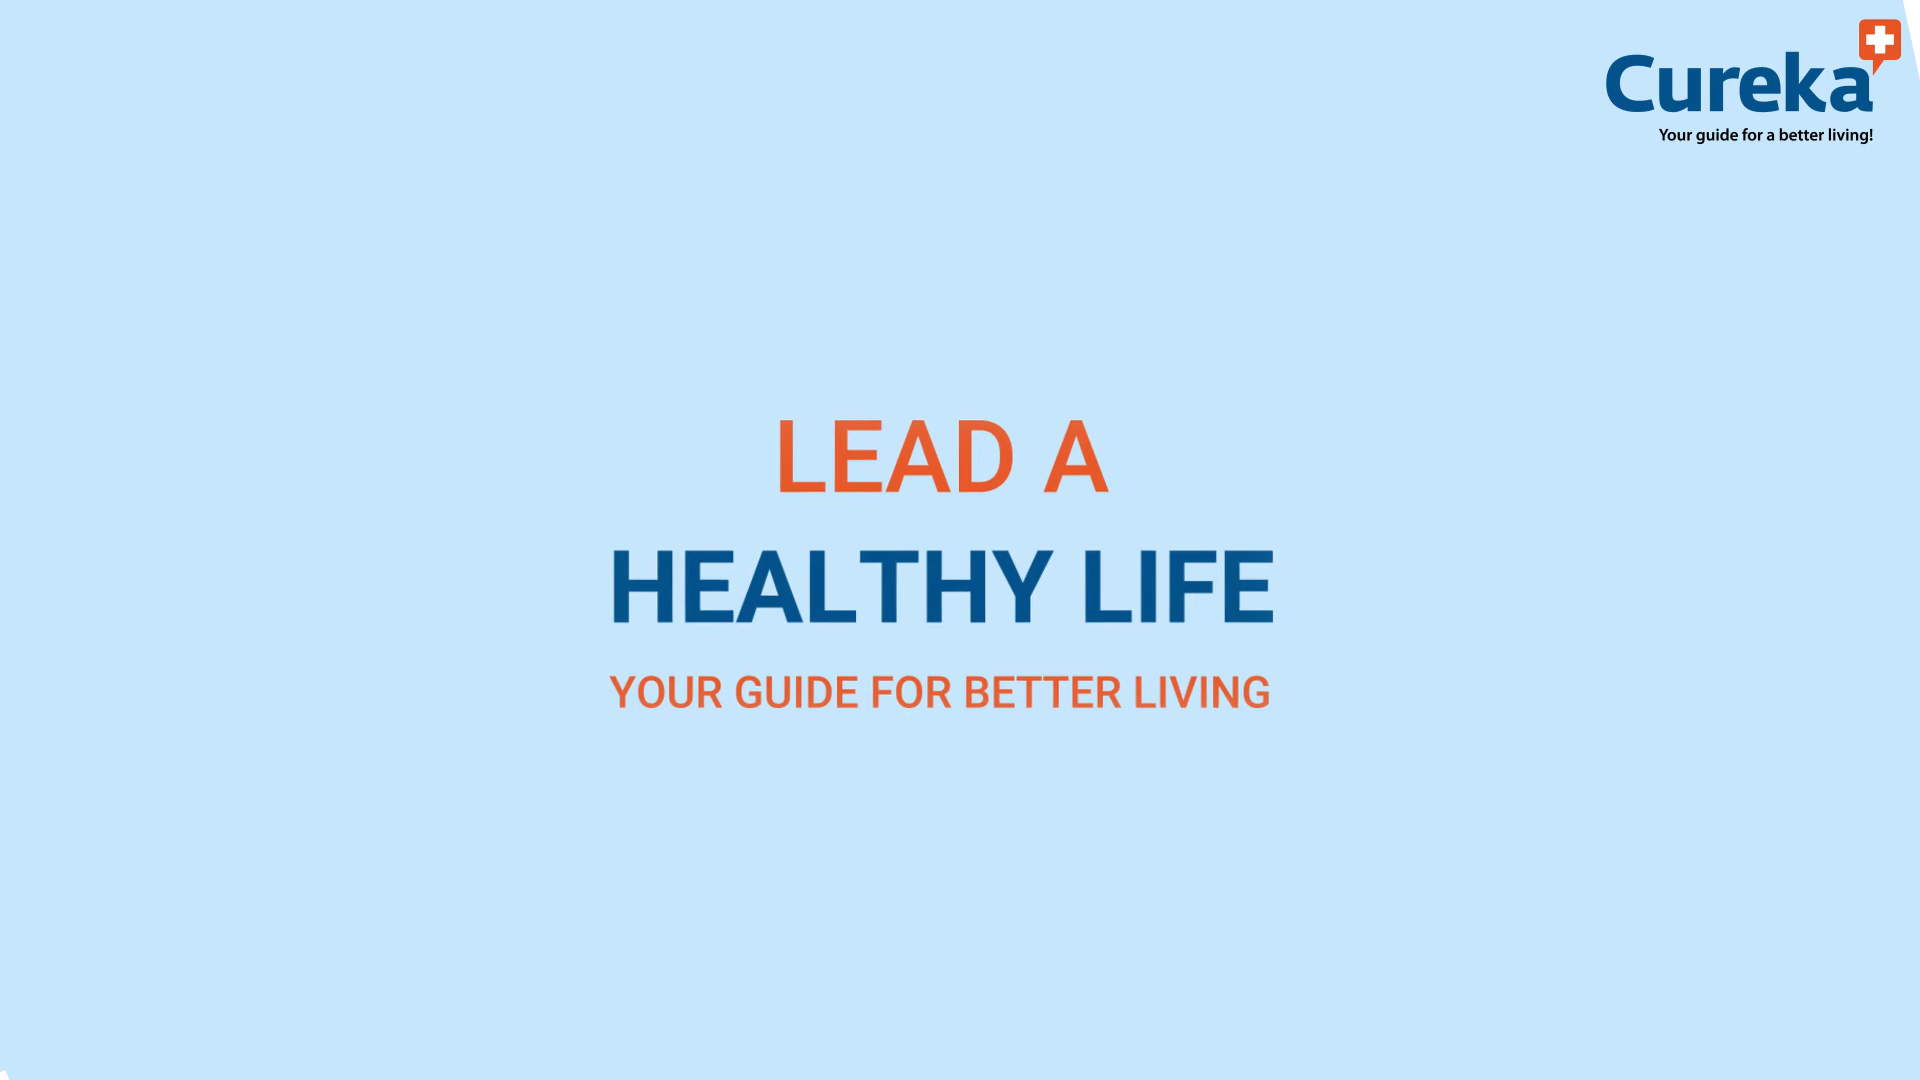 Cureka
Your guide for a better living!
LEAD A
HEALTHY LIFE
YOUR GUIDE FOR BETTER LIVING